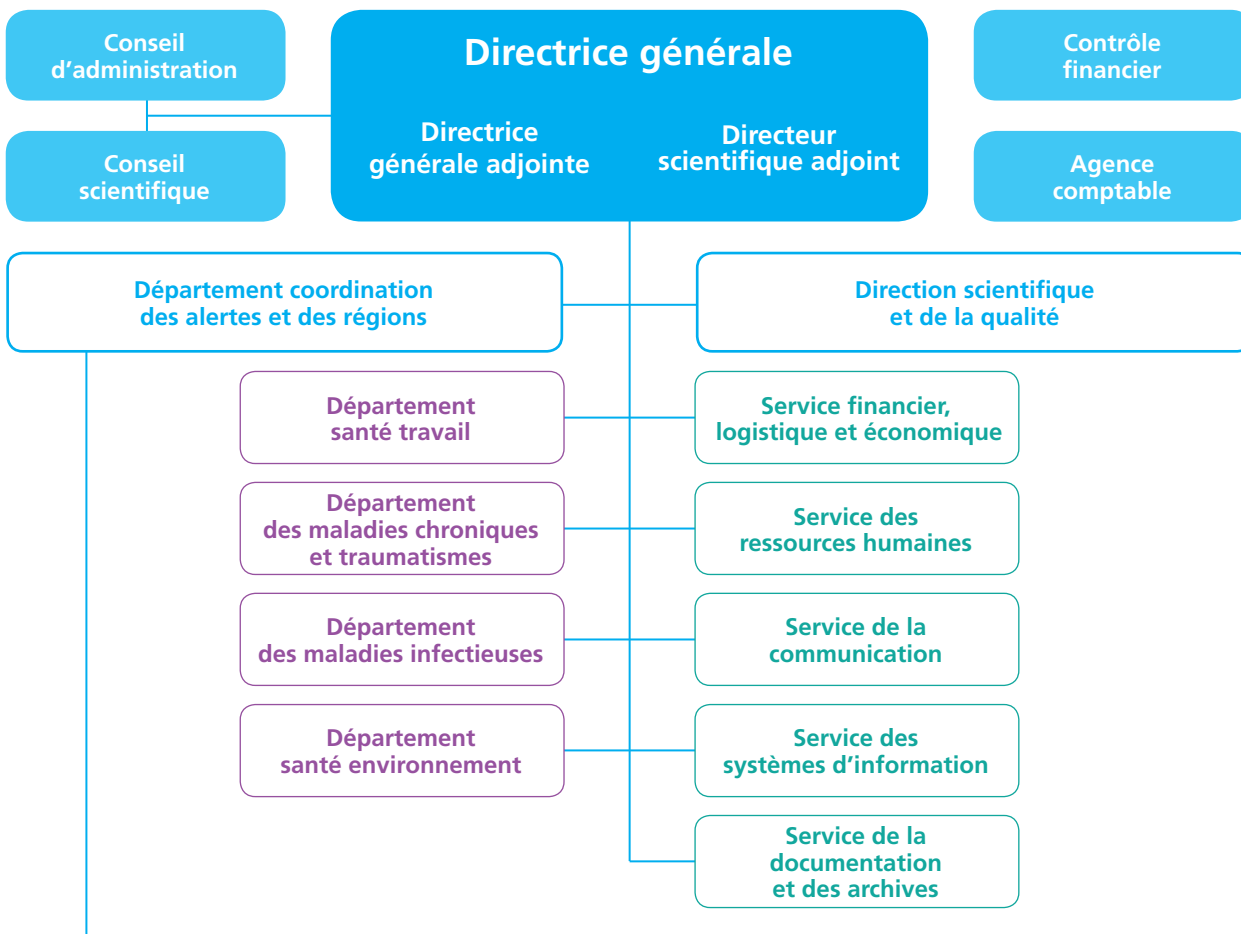 Conseil
d’administration
Directrice générale
Contrôle
financier
Directrice
générale adjointe
Directeur
scientifique adjoint
Conseil
scientifique
Agence
comptable
Département coordination
des alertes et des régions
Direction scientifique
et de la qualité
Département
santé travail
Service financier,
logistique et économique
Département
des maladies chroniques
et traumatismes
Service des
ressources humaines
Département
des maladies infectieuses
Service de la
communication
Département
santé environnement
Service des
systèmes d’information
Service de la
documentation
et des archives